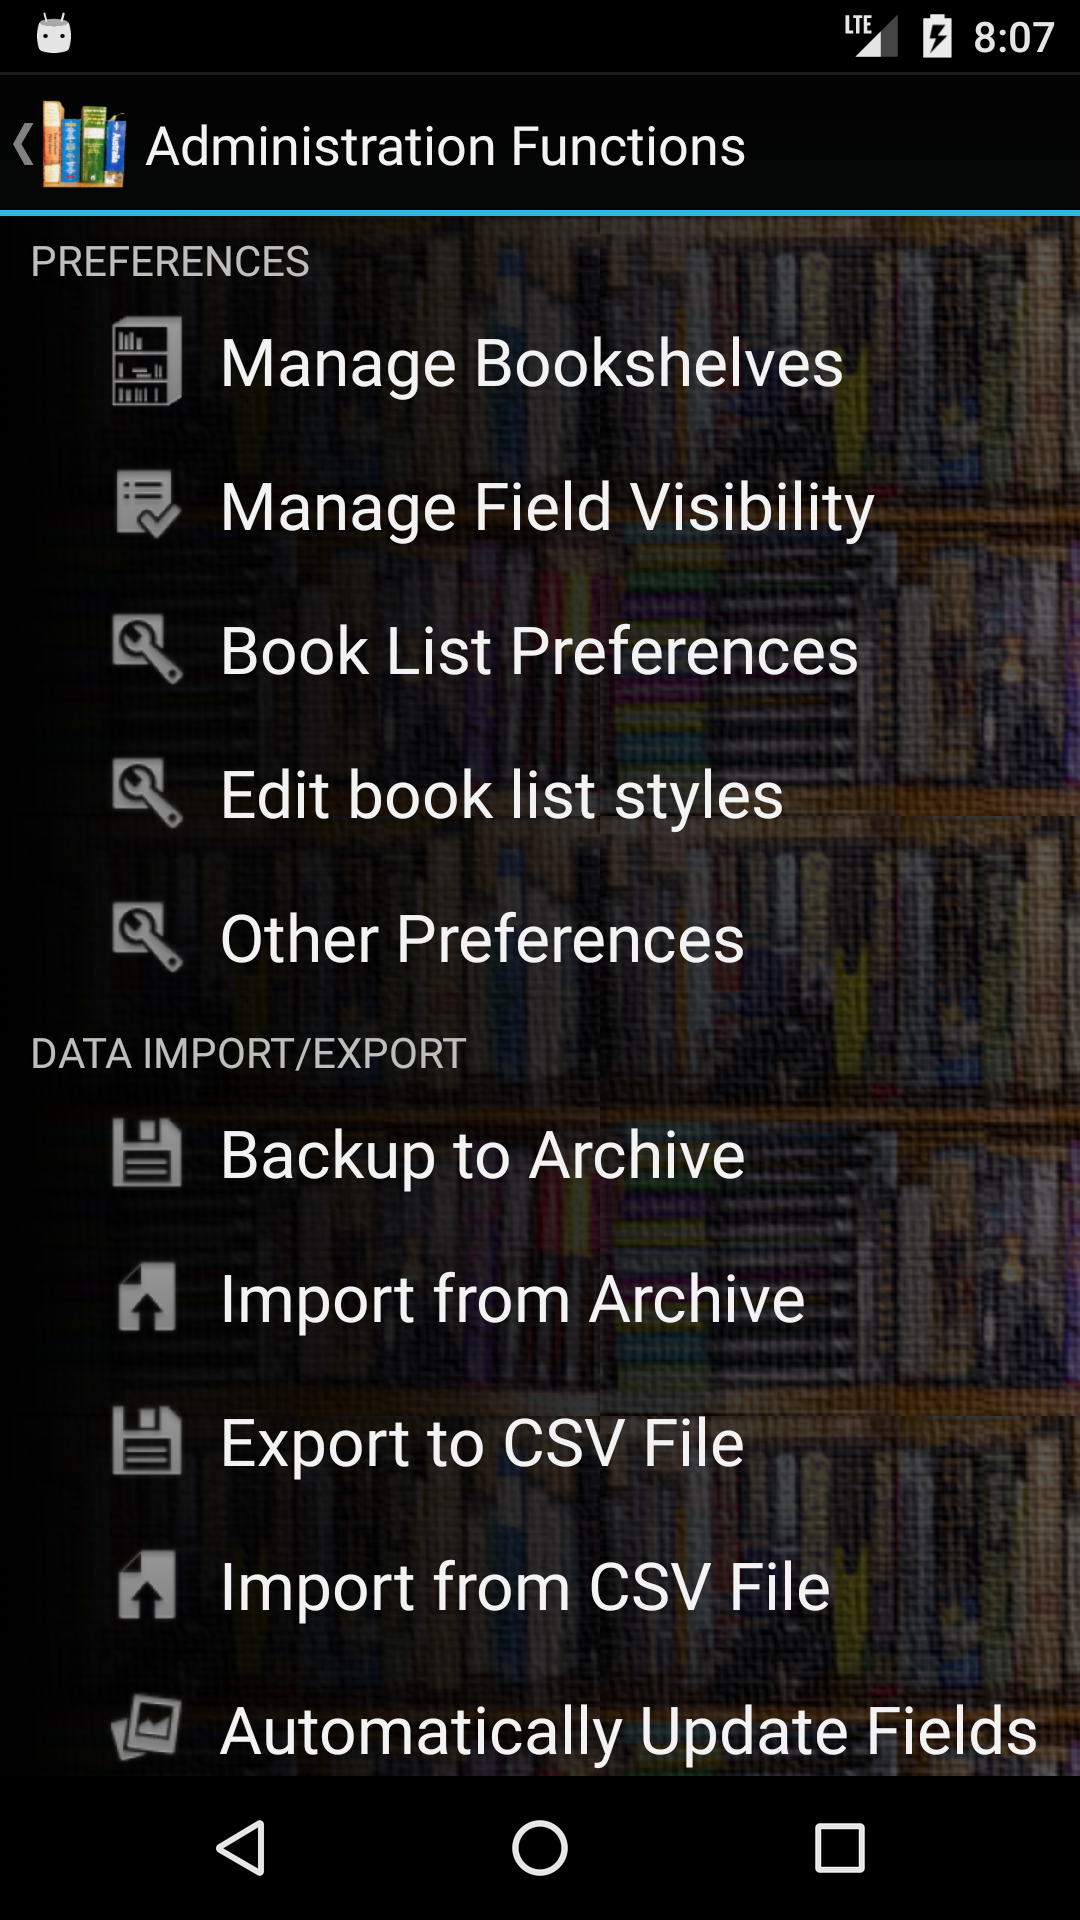 LTE 8:07
Administration Functions
PREFERENCES
Manage Bookshelves
Manage Field Visibility
Book List Preferences
Edit book list styles
Other Preferences
DATA IMPORT/EXPORT
Backup to Archive
Import from Archive
Export to CSV File
Import from CSV File
Automatically Update Fields